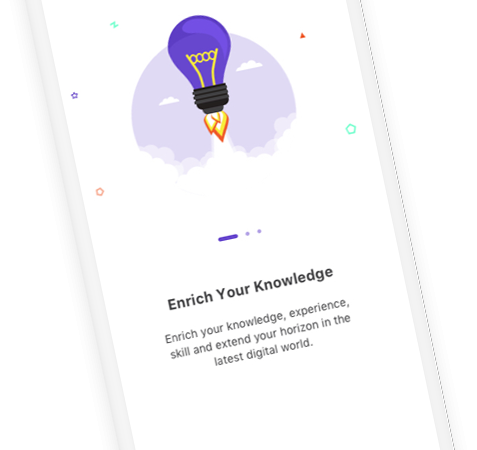 Enrich Your Knowledge
Enrich your knowledge, experience,
skill and extend your horizon in the
latest digital world.